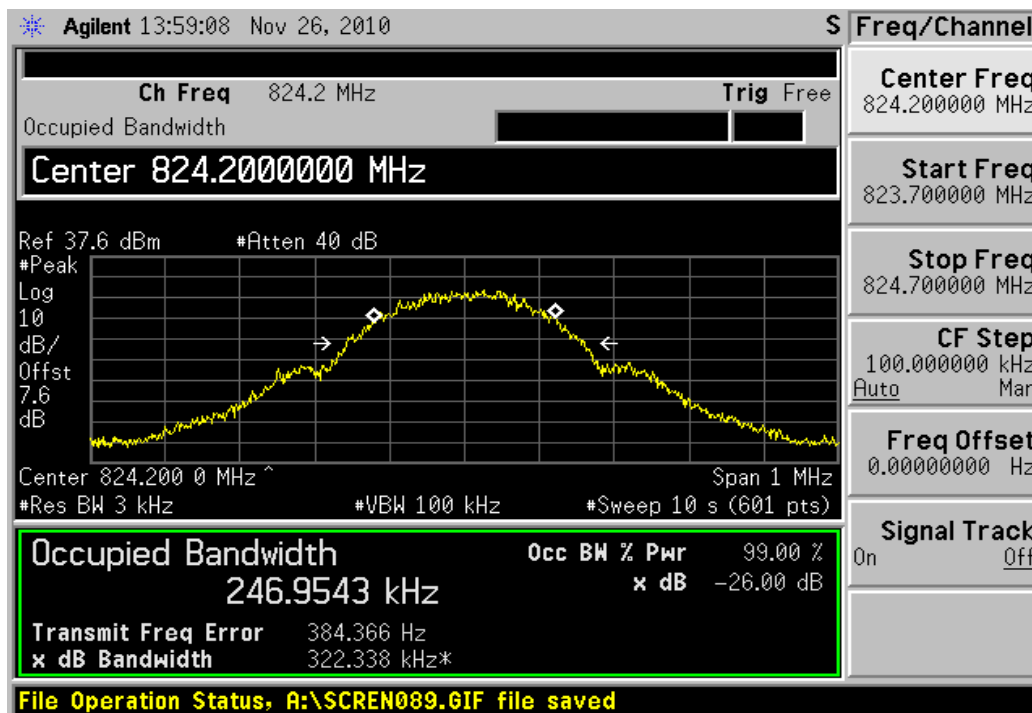 Agilent 13:59:08 Nov 26, 2010 S Freq/Channel
Ch Freq 824.2 MHz Trig Free
Occupied Bandwidth
Center 824.2000000 MHz
Ref 37.6 dBm #Atten 40 dB
#Peak
Log
10
dB/
Offst
7.6
dB
Center 824.200 0 MHz ^ Span 1 MHz
#Res BW 3 kHz #VBW 100 kHz #Sweep 10 s (601 pts)
Occupied Bandwidth
246.9543 kHz
Occ BW % Pwr 99.00 %
x dB -26.00 dB
Transmit Freq Error 384.366 Hz
x dB Bandwidth 322.338 kHz*
File Operation Status, A:\SCREN089.GIF file saved
Center Freq
824.200000 MHz
Start Freq
823.700000 MHz
Stop Freq
824.700000 MHz
CF Step
100.000000 kHz
Auto Man
Freq Offset
0.00000000 Hz
Signal Track
On Off